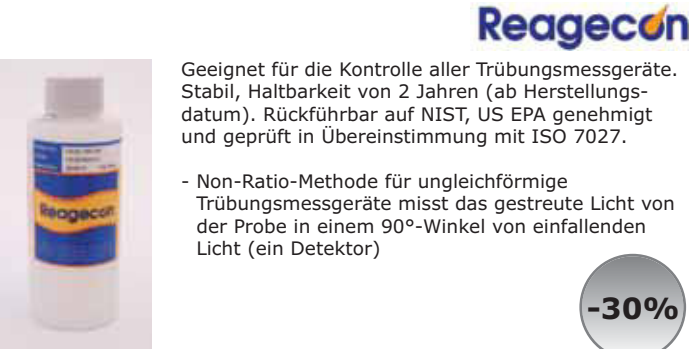 Reagecon
Geeignet für die Kontrolle aller Trübungsmessgeräte.
Stabil, Haltbarkeit von 2 Jahren (ab Herstellungs-
datum). Rückführbar auf NIST, US EPA genehmigt
und geprüft in Übereinstimmung mit ISO 7027.
- Non-Ratio-Methode für ungleichförmige
Trübungsmessgeräte misst das gestreute Licht von
der Probe in einem 90°-Winkel von einfallenden
Licht (ein Detektor)
Reagecon
-30%